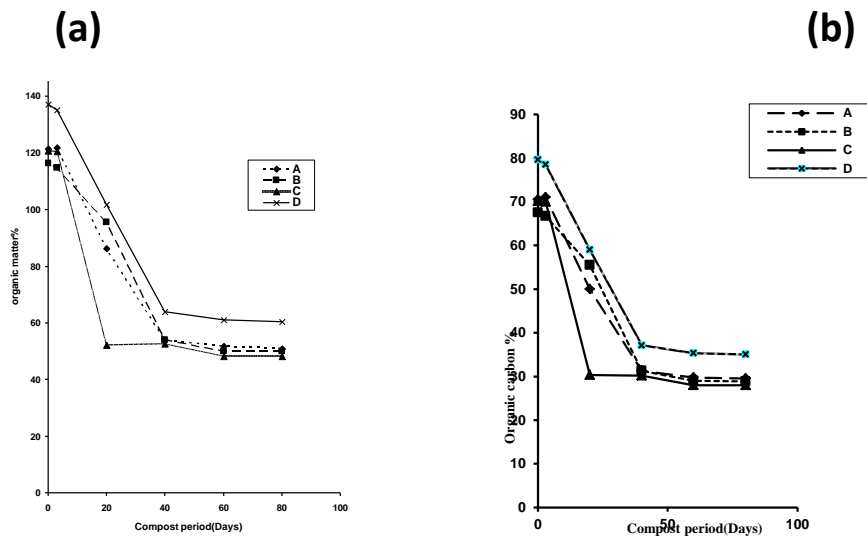 (a)
(b)
140
120
100
80
60
40
20
0
organic matter%
0 20 40 60 80 100
Compost period(Days)
A
B
C
D
90
80
70
60
50
40
30
20
10
0
Organic carbon %
0 50 100
Compost period(Days)
A
B
C
D